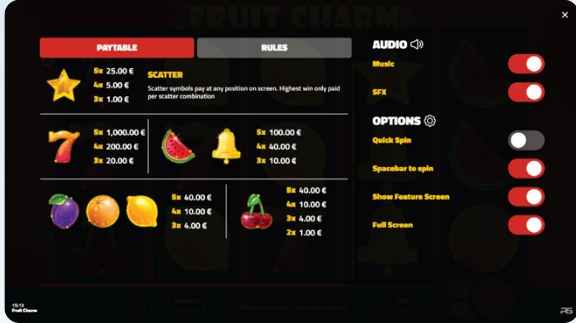 FRUIT CHARM
PAYTABLE
RULES
5x 25.00 €
4x 5.00 €
3x 1.00 €
SCATTER
Scatter symbols pay at any position on screen. Highest win only paid
per scatter combination
5x 1,000.00 €
4x 200.00 €
3x 20.00 €
5x 100.00 €
4x 40.00 €
3x 10.00 €
5x 40.00 €
4x 10.00 €
3x 4.00 €
5x 40.00 €
4x 10.00 €
3x 4.00 €
2x 1.00 €
AUDIO
Music
SFX
OPTIONS
Quick Spin
Spacebar to spin
Show Feature Screen
Full Screen
Fruit Charm